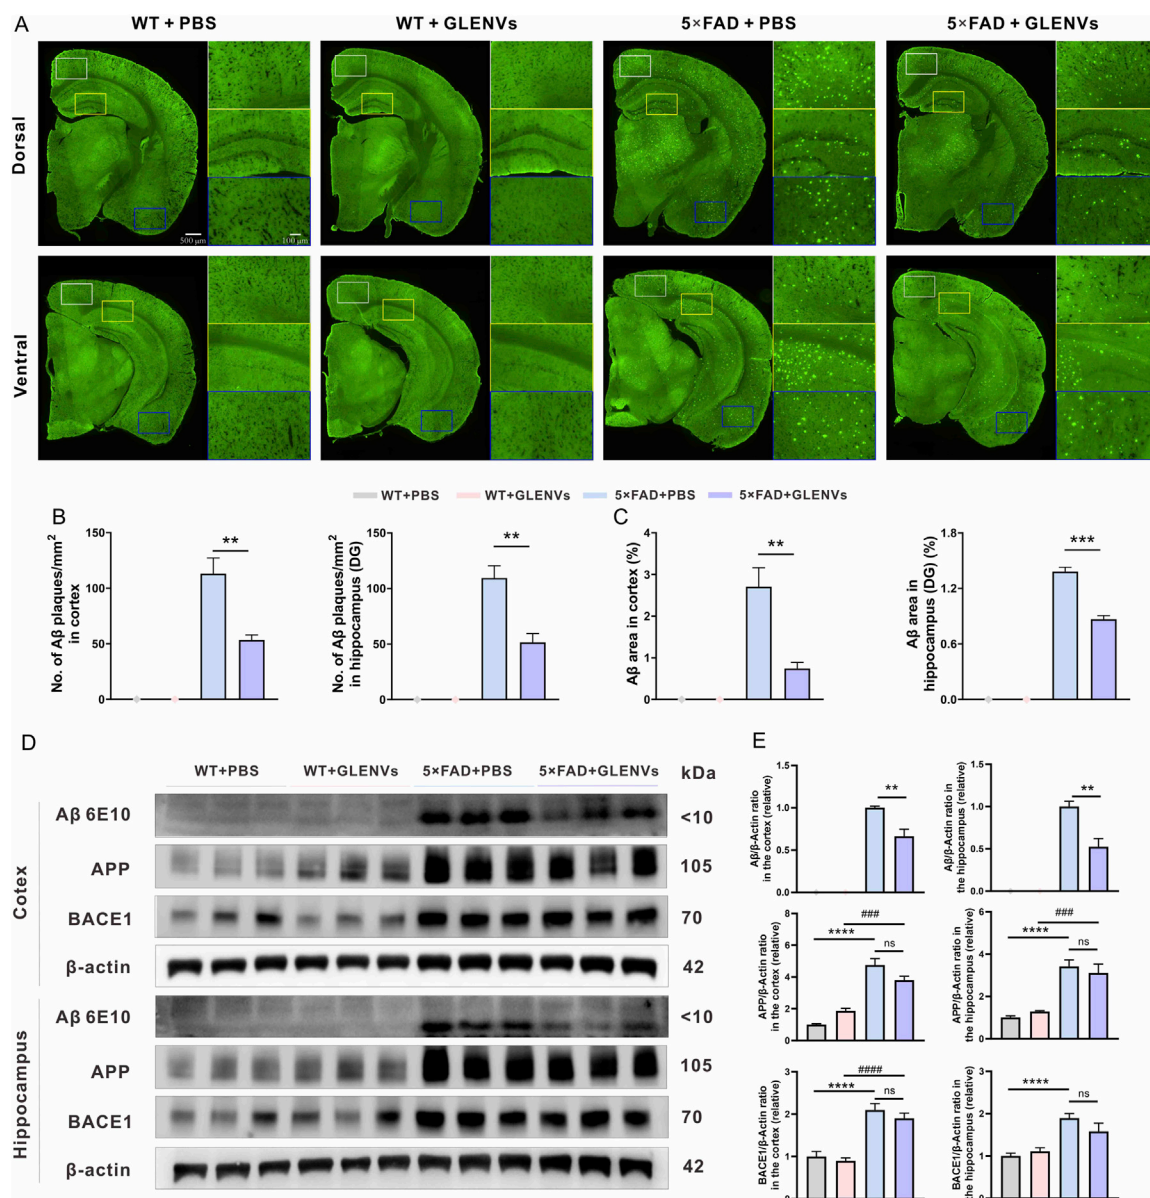 A
WT + PBS
WT + GLENVs
5×FAD + PBS
5×FAD + GLENVs
Dorsal
500 μm
100 μm
Ventral
WT+PBS
WT+GLENVs
5×FAD+PBS
5×FAD+GLENVs
B
No. of Aβ plaques/mm2
in cortex
150
100
50
0
**
No. of Aβ plaques/mm2
in hippocampus (DG)
150
100
50
0
**
C
Aβ area in cortex (%)
4
3
2
1
0
**
Aβ area in
hippocampus (DG) (%)
1.8
1.2
0.6
0.0
***
D
WT+PBS
WT+GLENVs
5×FAD+PBS
5×FAD+GLENVs
kDa
Cotex
Aβ 6E10
<10
APP
105
BACE1
70
β-actin
42
Hippocampus
Aβ 6E10
<10
APP
105
BACE1
70
β-actin
42
E
Aβ/β-Actin ratio
in the cortex (relative)
1.5
1.0
0.5
0.0
**
Aβ/β-Actin ratio in
the hippocampus (relative)
1.5
1.0
0.5
0.0
**
APP/β-Actin ratio
in the cortex (relative)
8
6
4
2
0
###
****
ns
APP/β-Actin ratio in
the hippocampus (relative)
6
4
2
0
###
****
ns
BACE1/β-Actin ratio
in the cortex (relative)
3
2
1
0
####
****
ns
BACE1/β-Actin ratio in
the hippocampus (relative)
3
2
1
0
****
ns